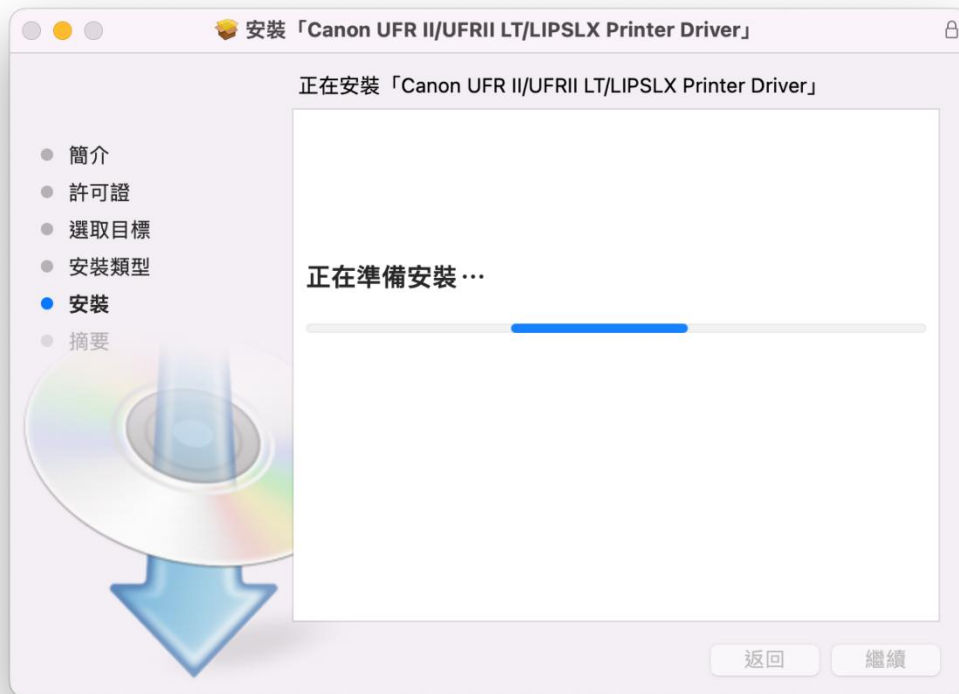 安裝「Canon UFR II/UFRII LT/LIPSLX Printer Driver」
正在安裝「Canon UFR II/UFRII LT/LIPSLX Printer Driver」
簡介
許可證
選取目標
安裝類型
安裝
摘要
正在準備安裝⋯
返回
繼續